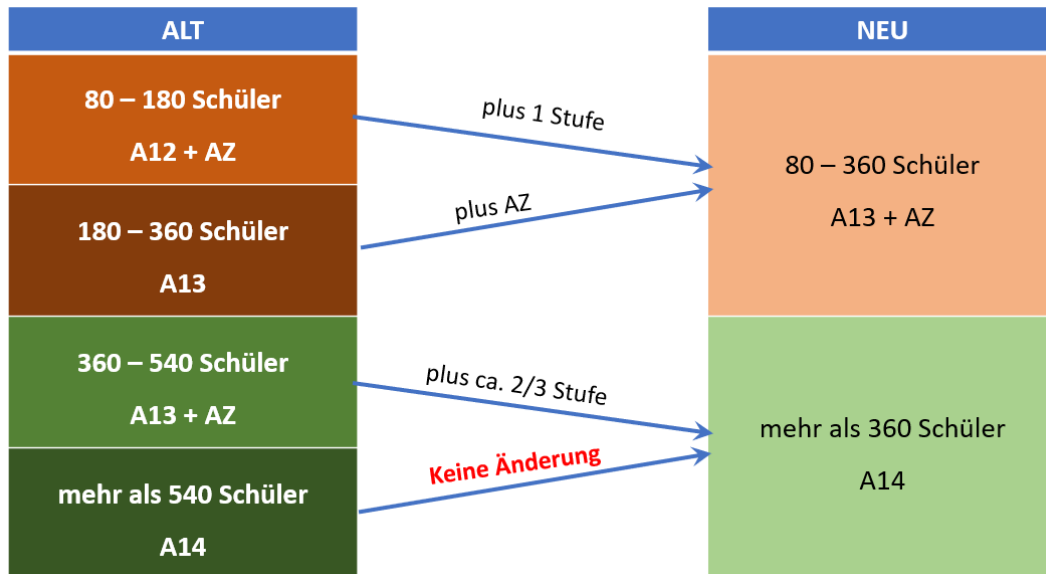 ALT
80 – 180 Schüler
A12 + AZ
180 – 360 Schüler
A13
360 – 540 Schüler
A13 + AZ
mehr als 540 Schüler
A14
plus 1 Stufe
plus AZ
plus ca. 2/3 Stufe
Keine Änderung
NEU
80 – 360 Schüler
A13 + AZ
mehr als 360 Schüler
A14